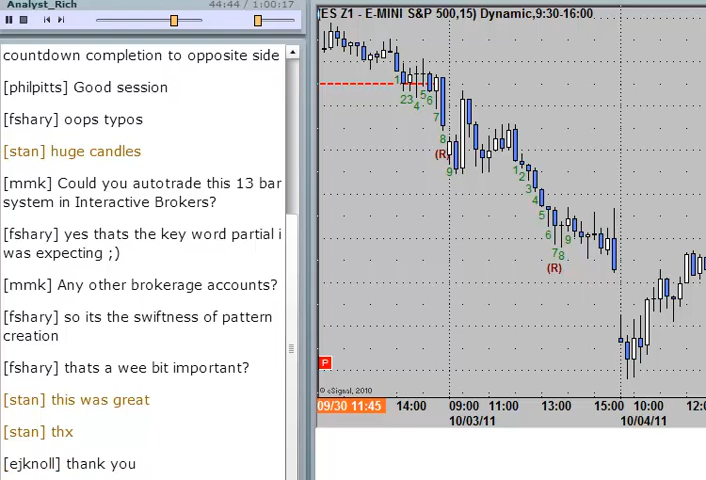 Analyst_Rich
44:44 / 1:00:17
countdown completion to opposite side
[philpitts] Good session
[fshary] oops typos
[stan] huge candles
[mmk] Could you autotrade this 13 bar
system in Interactive Brokers?
[fshary] yes thats the key word partial i
was expecting ;)
[mmk] Any other brokerage accounts?
[fshary] so its the swiftness of pattern
creation
[fshary] thats a wee bit important?
[stan] this was great
[stan] thx
[ejknoll] thank you
ES Z1 - E-MINI S&P 500,15) Dynamic,9:30-16:00
1
23
4
5
6
7
8
(R)
9
1
2
3
4
5
6
78
9
(R)
P
© eSignal, 2010
09/30 11:45 14:00 09:00 11:00 13:00 15:00 10:00 12:0
10/03/11 10/04/11